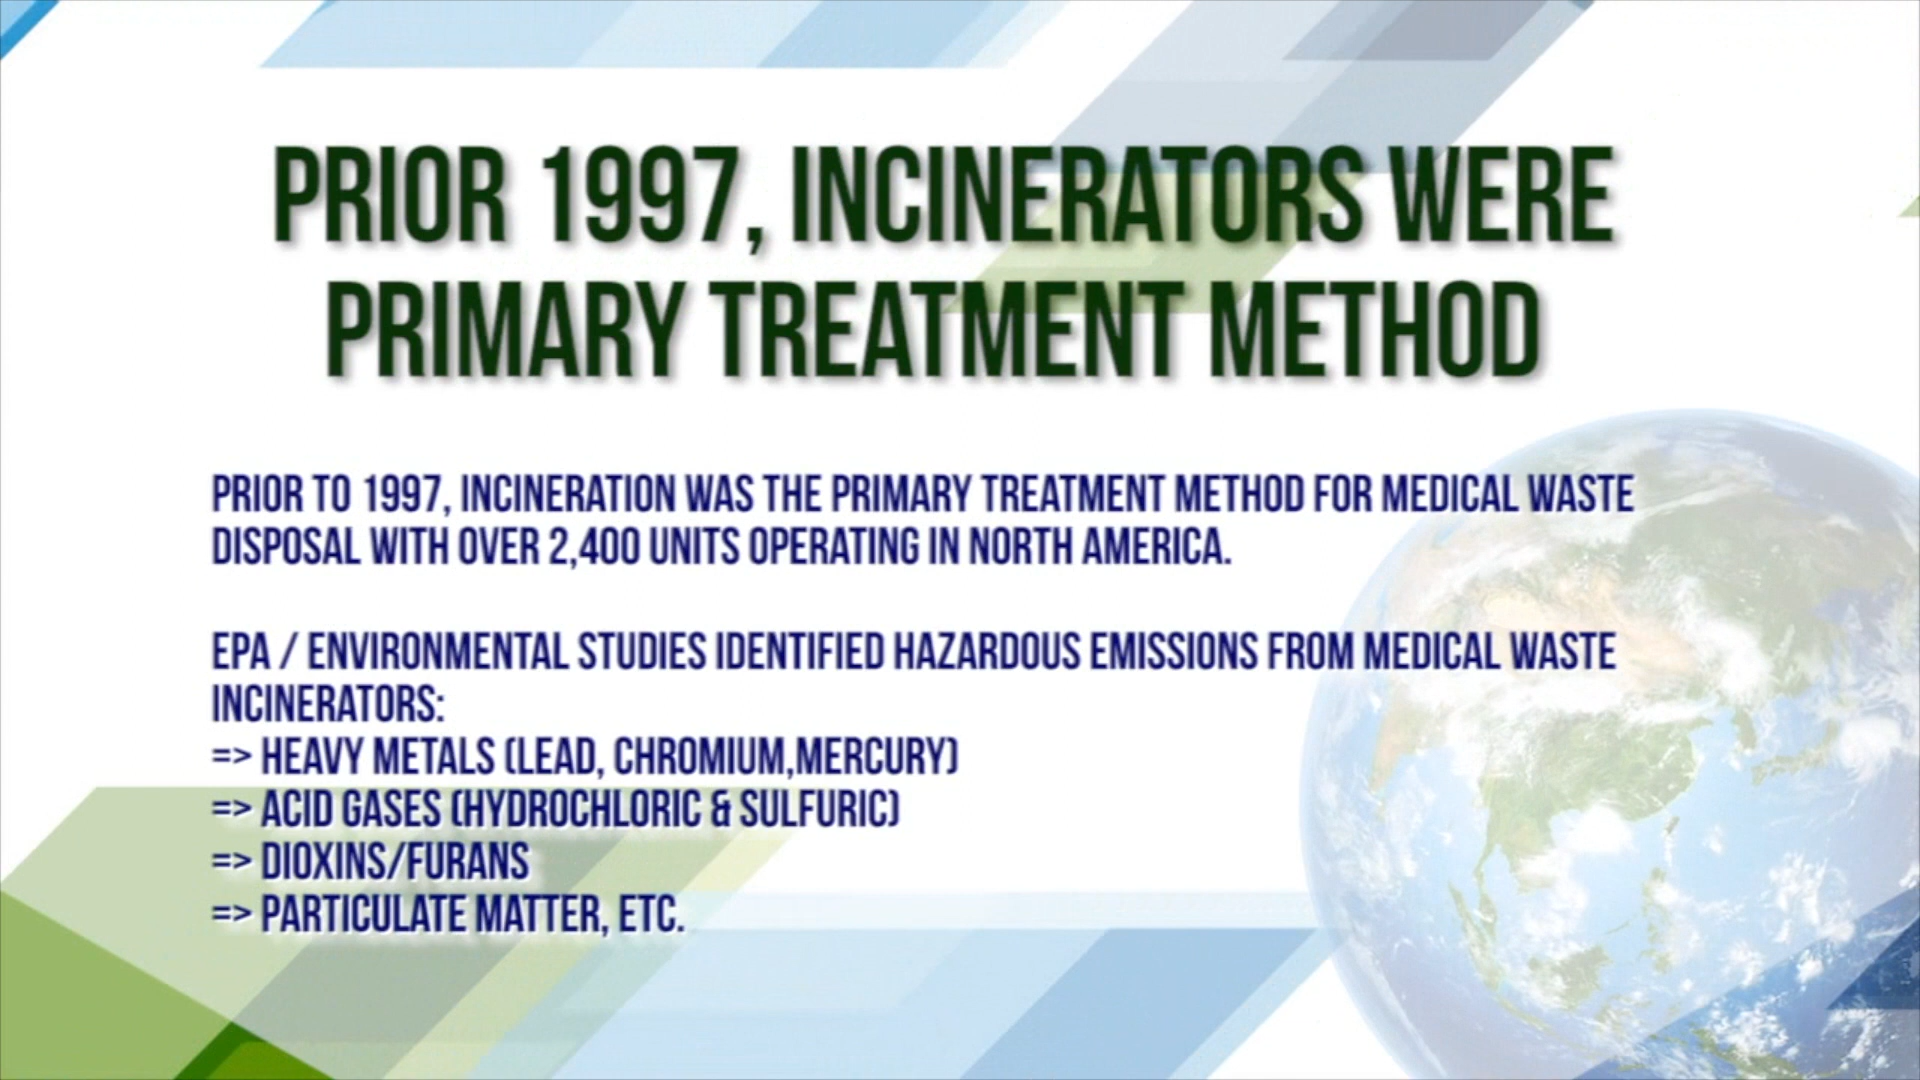 PRIOR 1997, INCINERATORS WERE
PRIMARY TREATMENT METHOD
PRIOR TO 1997, INCINERATION WAS THE PRIMARY TREATMENT METHOD FOR MEDICAL WASTE
DISPOSAL WITH OVER 2,400 UNITS OPERATING IN NORTH AMERICA.
EPA / ENVIRONMENTAL STUDIES IDENTIFIED HAZARDOUS EMISSIONS FROM MEDICAL WASTE
INCINERATORS:
=> HEAVY METALS (LEAD, CHROMIUM,MERCURY)
=> ACID GASES (HYDROCHLORIC & SULFURIC)
=> DIOXINS/FURANS
=> PARTICULATE MATTER, ETC.